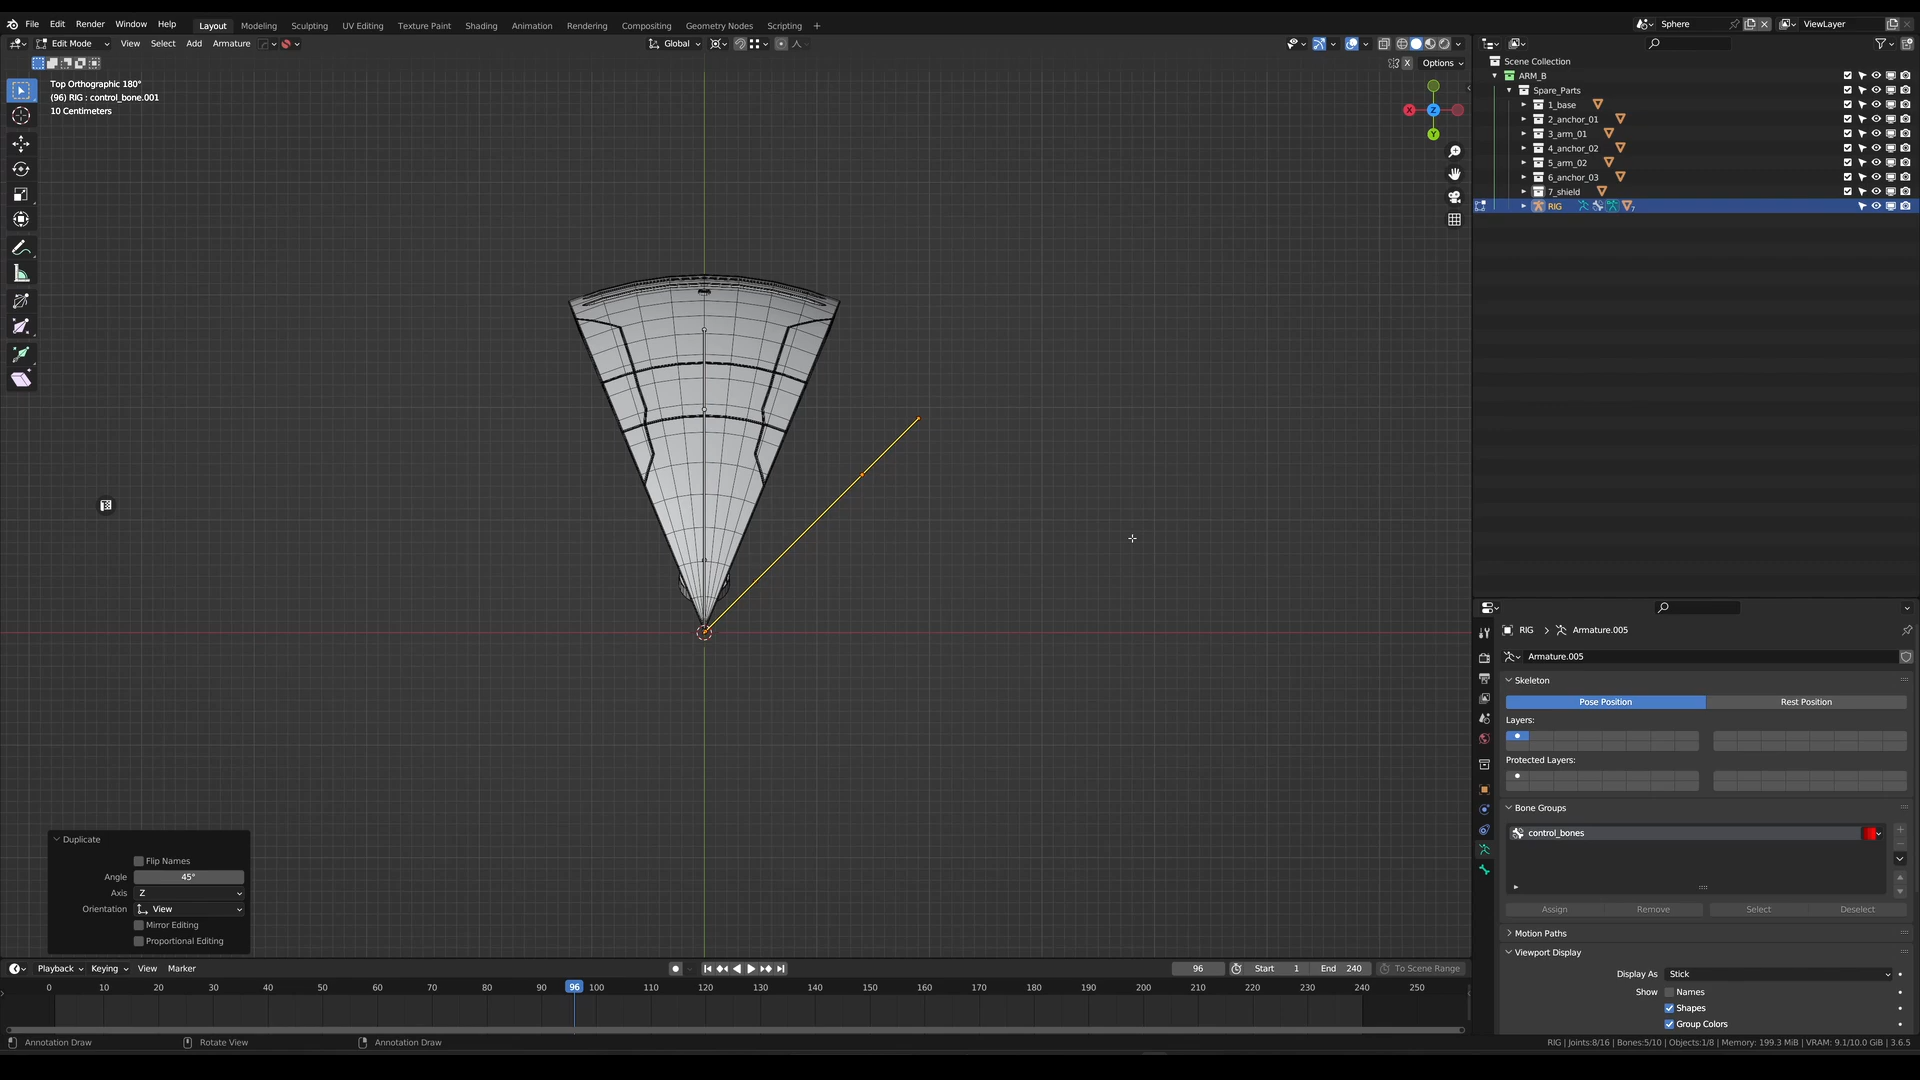 File Edit Render Window Help Layout Modeling Sculpting UV Editing Texture Paint Shading Animation Rendering Compositing Geometry Nodes Scripting + Sphere ViewLayer
Edit Mode View Select Add Armature Global
X Options
Top Orthographic 180°
(96) RIG : control_bone.001
10 Centimeters
X Z Y
Scene Collection
ARM_B
Spare_Parts
1_base
2_anchor_01
3_arm_01
4_anchor_02
5_arm_02
6_anchor_03
7_shield
RIG
RIG > Armature.005
Armature.005
Skeleton
Pose Position Rest Position
Layers:
Protected Layers:
Bone Groups
control_bones
Assign Remove Select Deselect
Motion Paths
Viewport Display
Display As Stick
Show Names
Shapes
Group Colors
Duplicate
Flip Names
Angle 45°
Axis Z
Orientation View
Mirror Editing
Proportional Editing
Playback Keying View Marker 96 Start 1 End 240 To Scene Range
0 10 20 30 40 50 60 70 80 90 96 100 110 120 130 140 150 160 170 180 190 200 210 220 230 240 250
Annotation Draw Rotate View Annotation Draw RIG | Joints:8/16 | Bones:5/10 | Objects:1/8 | Memory: 199.3 MiB | VRAM: 9.1/10.0 GiB | 3.6.5